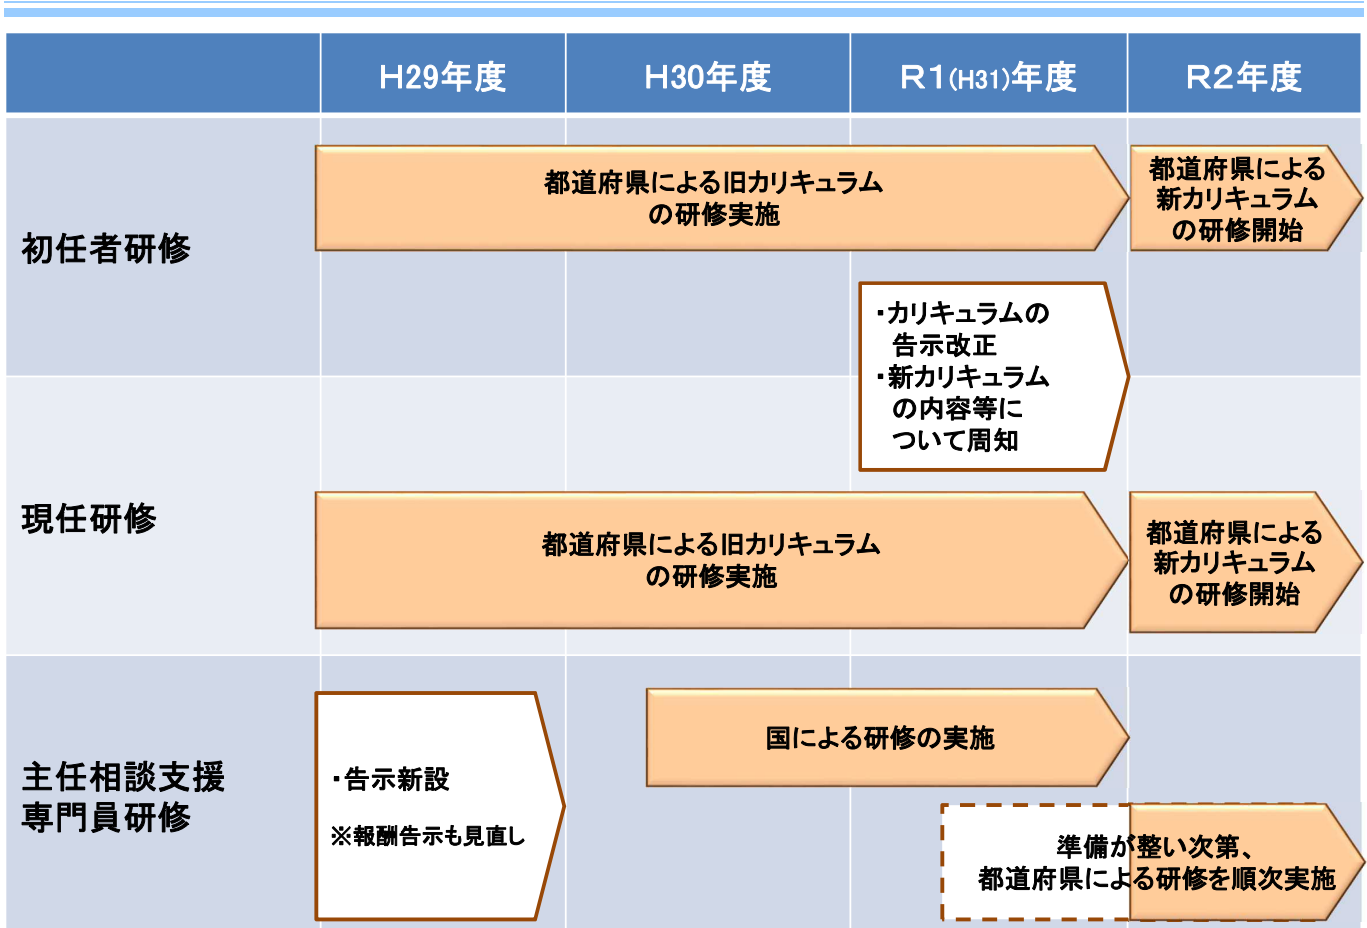 H29年度
H30年度
R1(H31)年度
R2年度
初任者研修
都道府県による旧カリキュラム
の研修実施
都道府県による
新カリキュラム
の研修開始
・カリキュラムの
告示改正
・新カリキュラム
の内容等に
ついて周知
現任研修
都道府県による旧カリキュラム
の研修実施
都道府県による
新カリキュラム
の研修開始
主任相談支援
専門員研修
・告示新設
※報酬告示も見直し
国による研修の実施
準備が整い次第、
都道府県による研修を順次実施